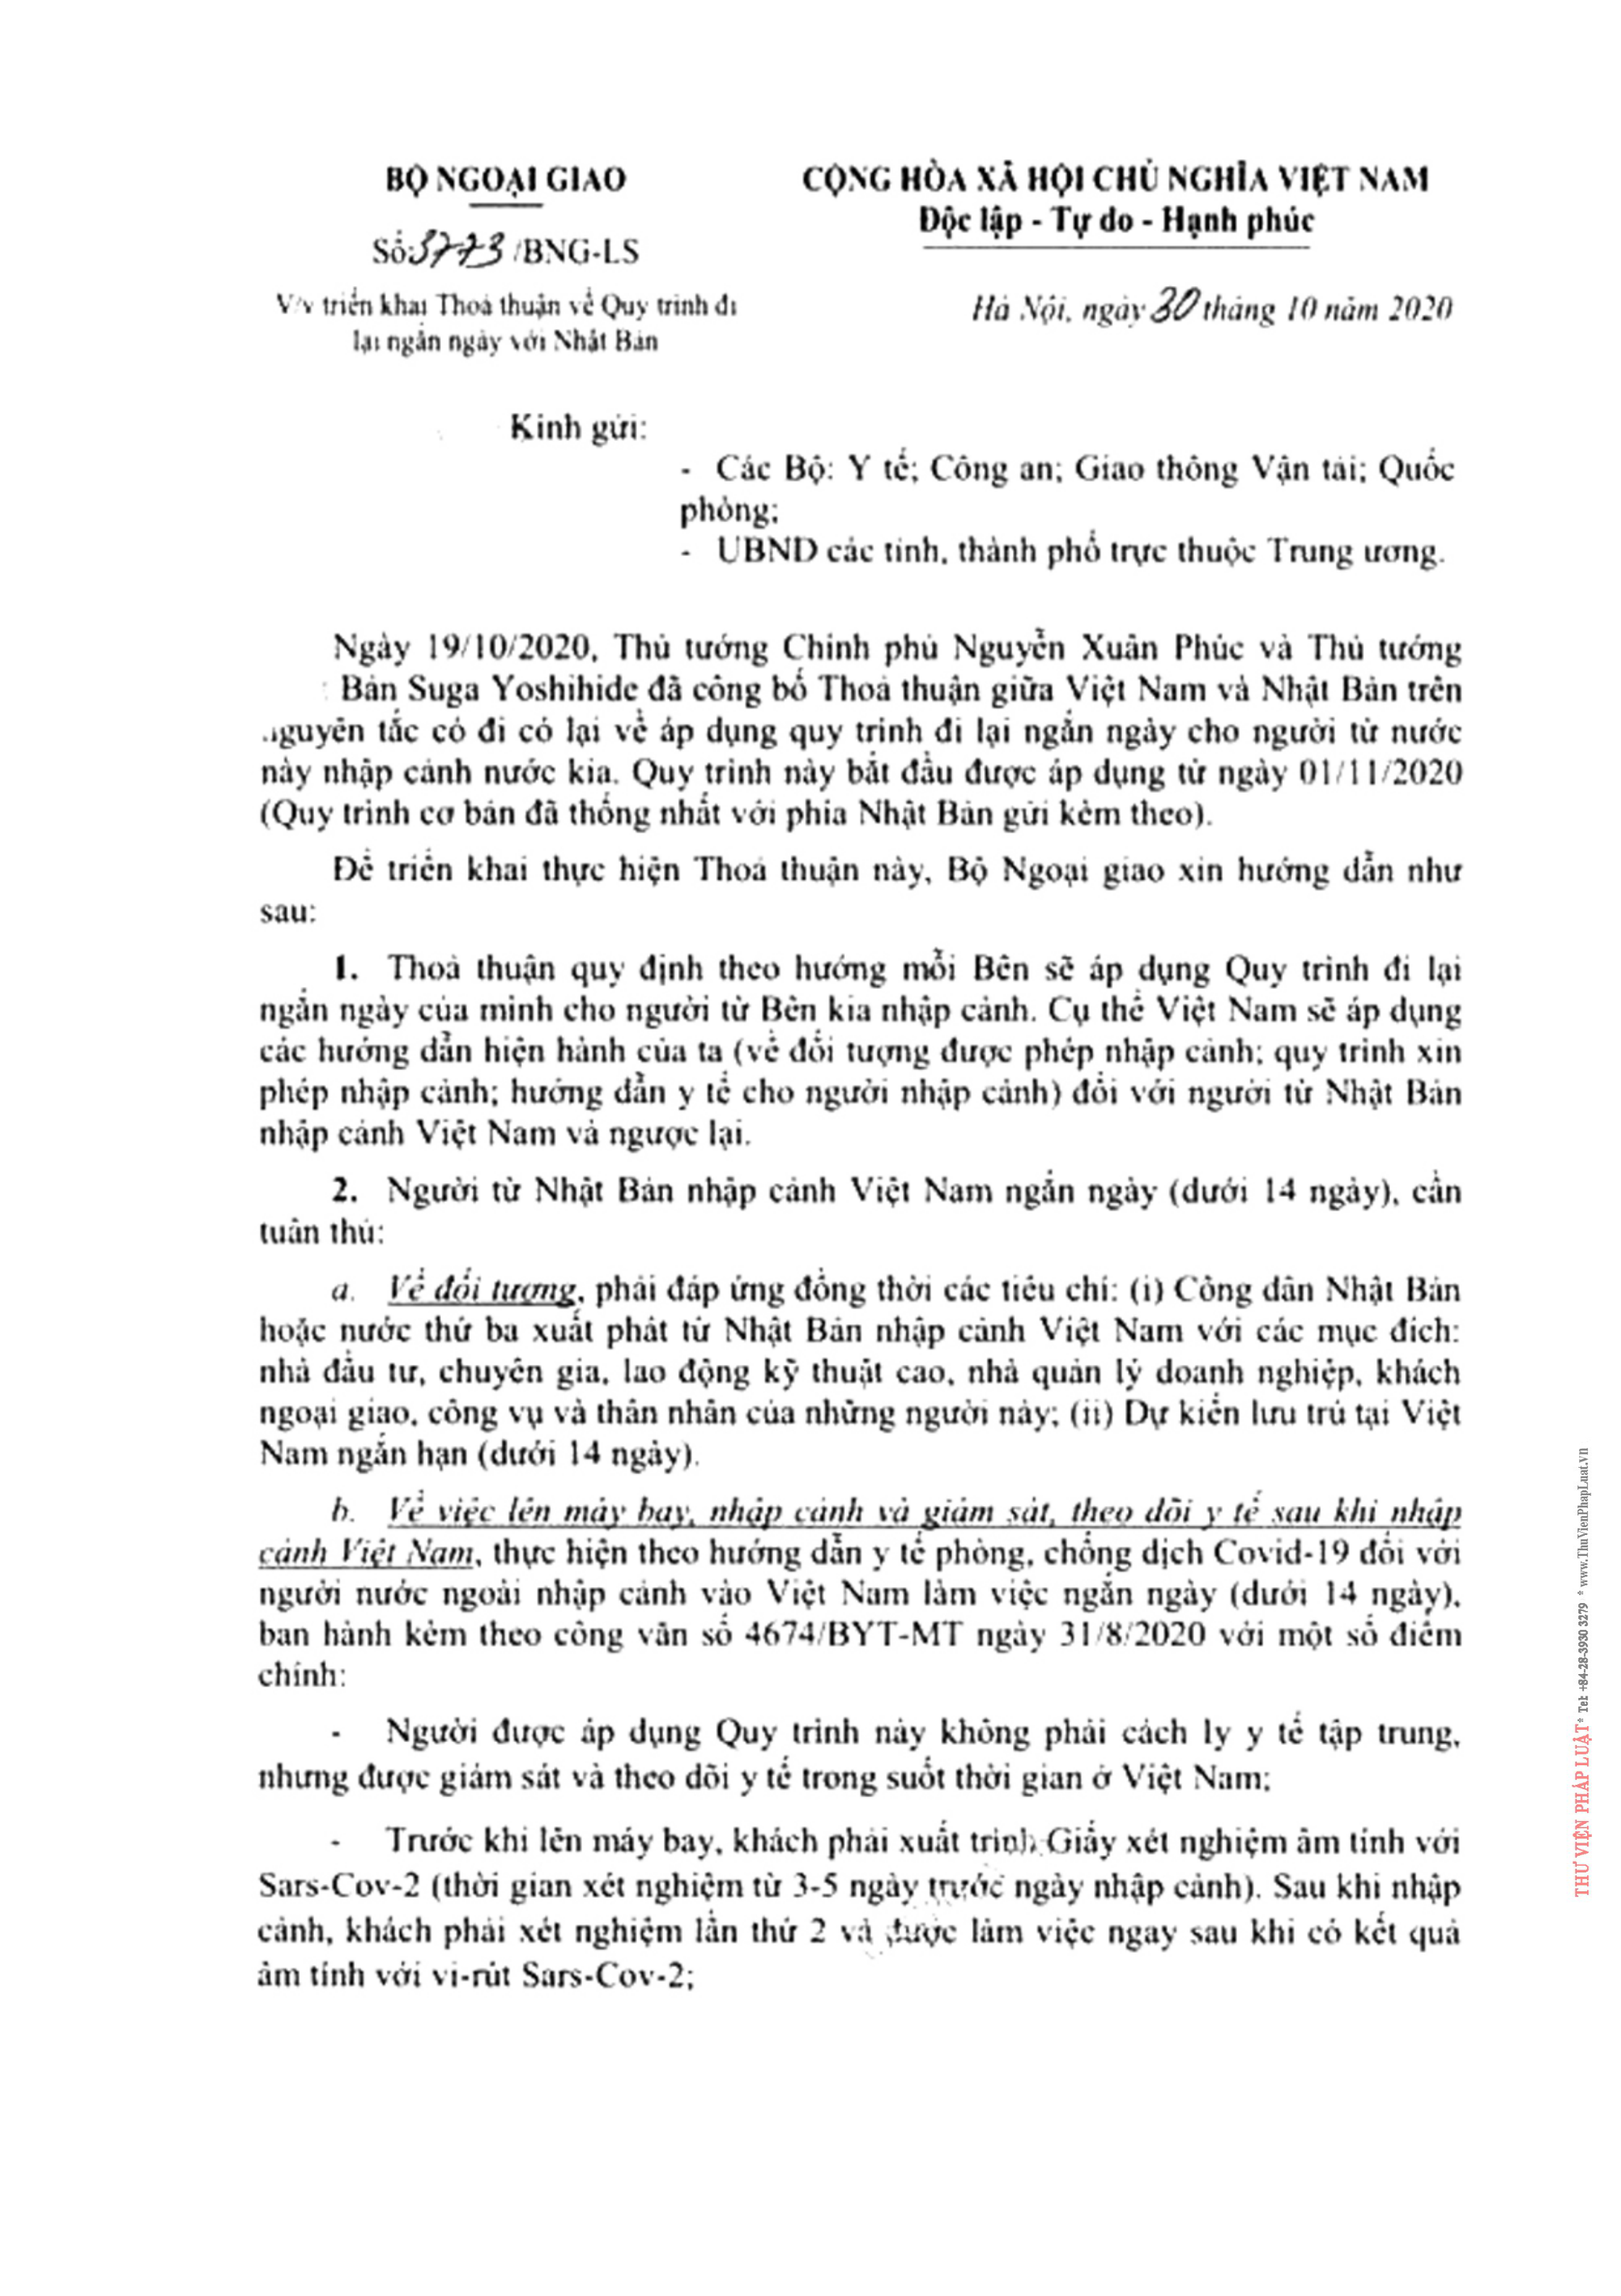 BỘ NGOẠI GIAO
CỘNG HÒA XÃ HỘI CHỦ NGHĨA VIỆT NAM
Độc lập - Tự do - Hạnh phúc
Số: 3773 /BNG-LS
V/v triển khai Thoả thuận về Quy trình đi
lại ngắn ngày với Nhật Bản
Hà Nội, ngày 30 tháng 10 năm 2020
Kính gửi:
- Các Bộ: Y tế; Công an; Giao thông Vận tải; Quốc
phòng;
- UBND các tỉnh, thành phố trực thuộc Trung ương.
Ngày 19/10/2020, Thủ tướng Chính phủ Nguyễn Xuân Phúc và Thủ tướng
Bản Suga Yoshihide đã công bố Thoả thuận giữa Việt Nam và Nhật Bản trên
nguyên tắc có đi có lại về áp dụng quy trình đi lại ngắn ngày cho người từ nước
này nhập cảnh nước kia. Quy trình này bắt đầu được áp dụng từ ngày 01/11/2020
(Quy trình cơ bản đã thống nhất với phía Nhật Bản gửi kèm theo).
Để triển khai thực hiện Thoả thuận này, Bộ Ngoại giao xin hướng dẫn như
sau:
1. Thoả thuận quy định theo hướng mỗi Bên sẽ áp dụng Quy trình đi lại
ngắn ngày của mình cho người từ Bên kia nhập cảnh. Cụ thể Việt Nam sẽ áp dụng
các hướng dẫn hiện hành của ta (về đối tượng được phép nhập cảnh; quy trình xin
phép nhập cảnh; hướng dẫn y tế cho người nhập cảnh) đối với người từ Nhật Bản
nhập cảnh Việt Nam và ngược lại.
2. Người từ Nhật Bản nhập cảnh Việt Nam ngắn ngày (dưới 14 ngày), cần
tuân thủ:
a. Về đối tượng, phải đáp ứng đồng thời các tiêu chí: (i) Công dân Nhật Bản
hoặc nước thứ ba xuất phát từ Nhật Bản nhập cảnh Việt Nam với các mục đích:
nhà đầu tư, chuyên gia, lao động kỹ thuật cao, nhà quản lý doanh nghiệp, khách
ngoại giao, công vụ và thân nhân của những người này; (ii) Dự kiến lưu trú tại Việt
Nam ngắn hạn (dưới 14 ngày).
b. Về việc lên máy bay, nhập cảnh và giám sát, theo dõi y tế sau khi nhập
cảnh Việt Nam, thực hiện theo hướng dẫn y tế phòng, chống dịch Covid-19 đối với
người nước ngoài nhập cảnh vào Việt Nam làm việc ngắn ngày (dưới 14 ngày),
ban hành kèm theo công văn số 4674/BYT-MT ngày 31/8/2020 với một số điểm
chính:
- Người được áp dụng Quy trình này không phải cách ly y tế tập trung,
nhưng được giám sát và theo dõi y tế trong suốt thời gian ở Việt Nam;
- Trước khi lên máy bay, khách phải xuất trình Giấy xét nghiệm âm tính với
Sars-Cov-2 (thời gian xét nghiệm từ 3-5 ngày trước ngày nhập cảnh). Sau khi nhập
cảnh, khách phải xét nghiệm lần thứ 2 và được làm việc ngay sau khi có kết quả
âm tính với vi-rút Sars-Cov-2;
THƯ VIỆN PHÁP LUẬT * Tel: +84-28-3930 3279 * www.ThuVienPhapLuat.vn